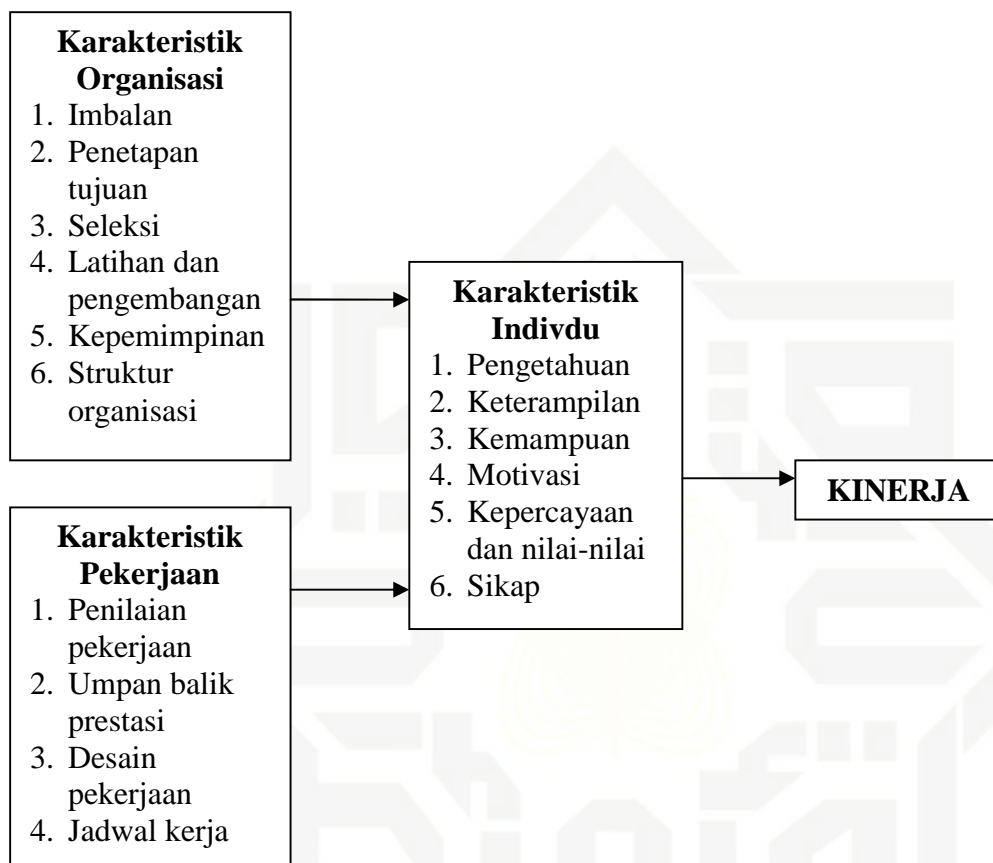 Karakteristik
Organisasi
1. Imbalan
2. Penetapan
tujuan
3. Seleksi
4. Latihan dan
pengembangan
5. Kepemimpinan
6. Struktur
organisasi
Karakteristik
Pekerjaan
1. Penilaian
pekerjaan
2. Umpan balik
prestasi
3. Desain
pekerjaan
4. Jadwal kerja
Karakteristik
Indivdu
1. Pengetahuan
2. Keterampilan
3. Kemampuan
4. Motivasi
5. Kepercayaan
dan nilai-nilai
6. Sikap
KINERJA